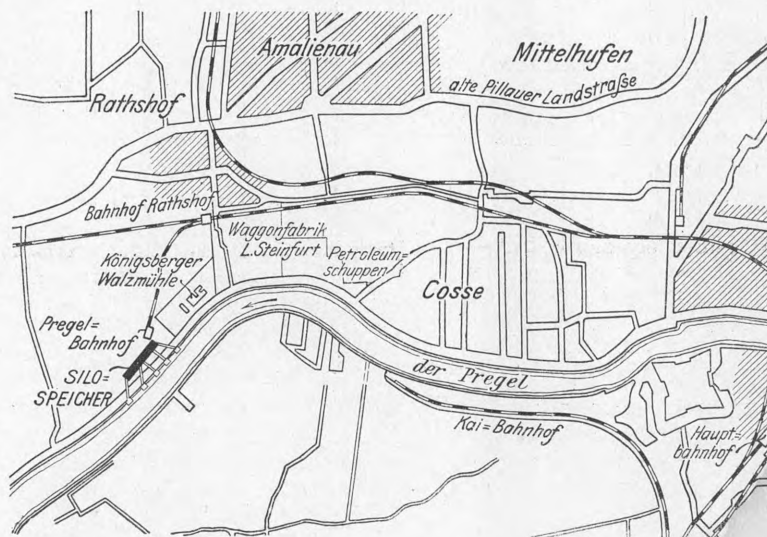 Amalienau
Mittelhufen
alte Pillauer Landstraße
Rathshof
Bahnhof Rathshof
Waggonfabrik
L. Steinfurt
Petroleum=
schuppen
Königsberger
Walzmühle
Cosse
Pregel=
Bahnhof
der Pregel
SILO=
SPEICHER
Kai=Bahnhof
Haupt=
bahnhof